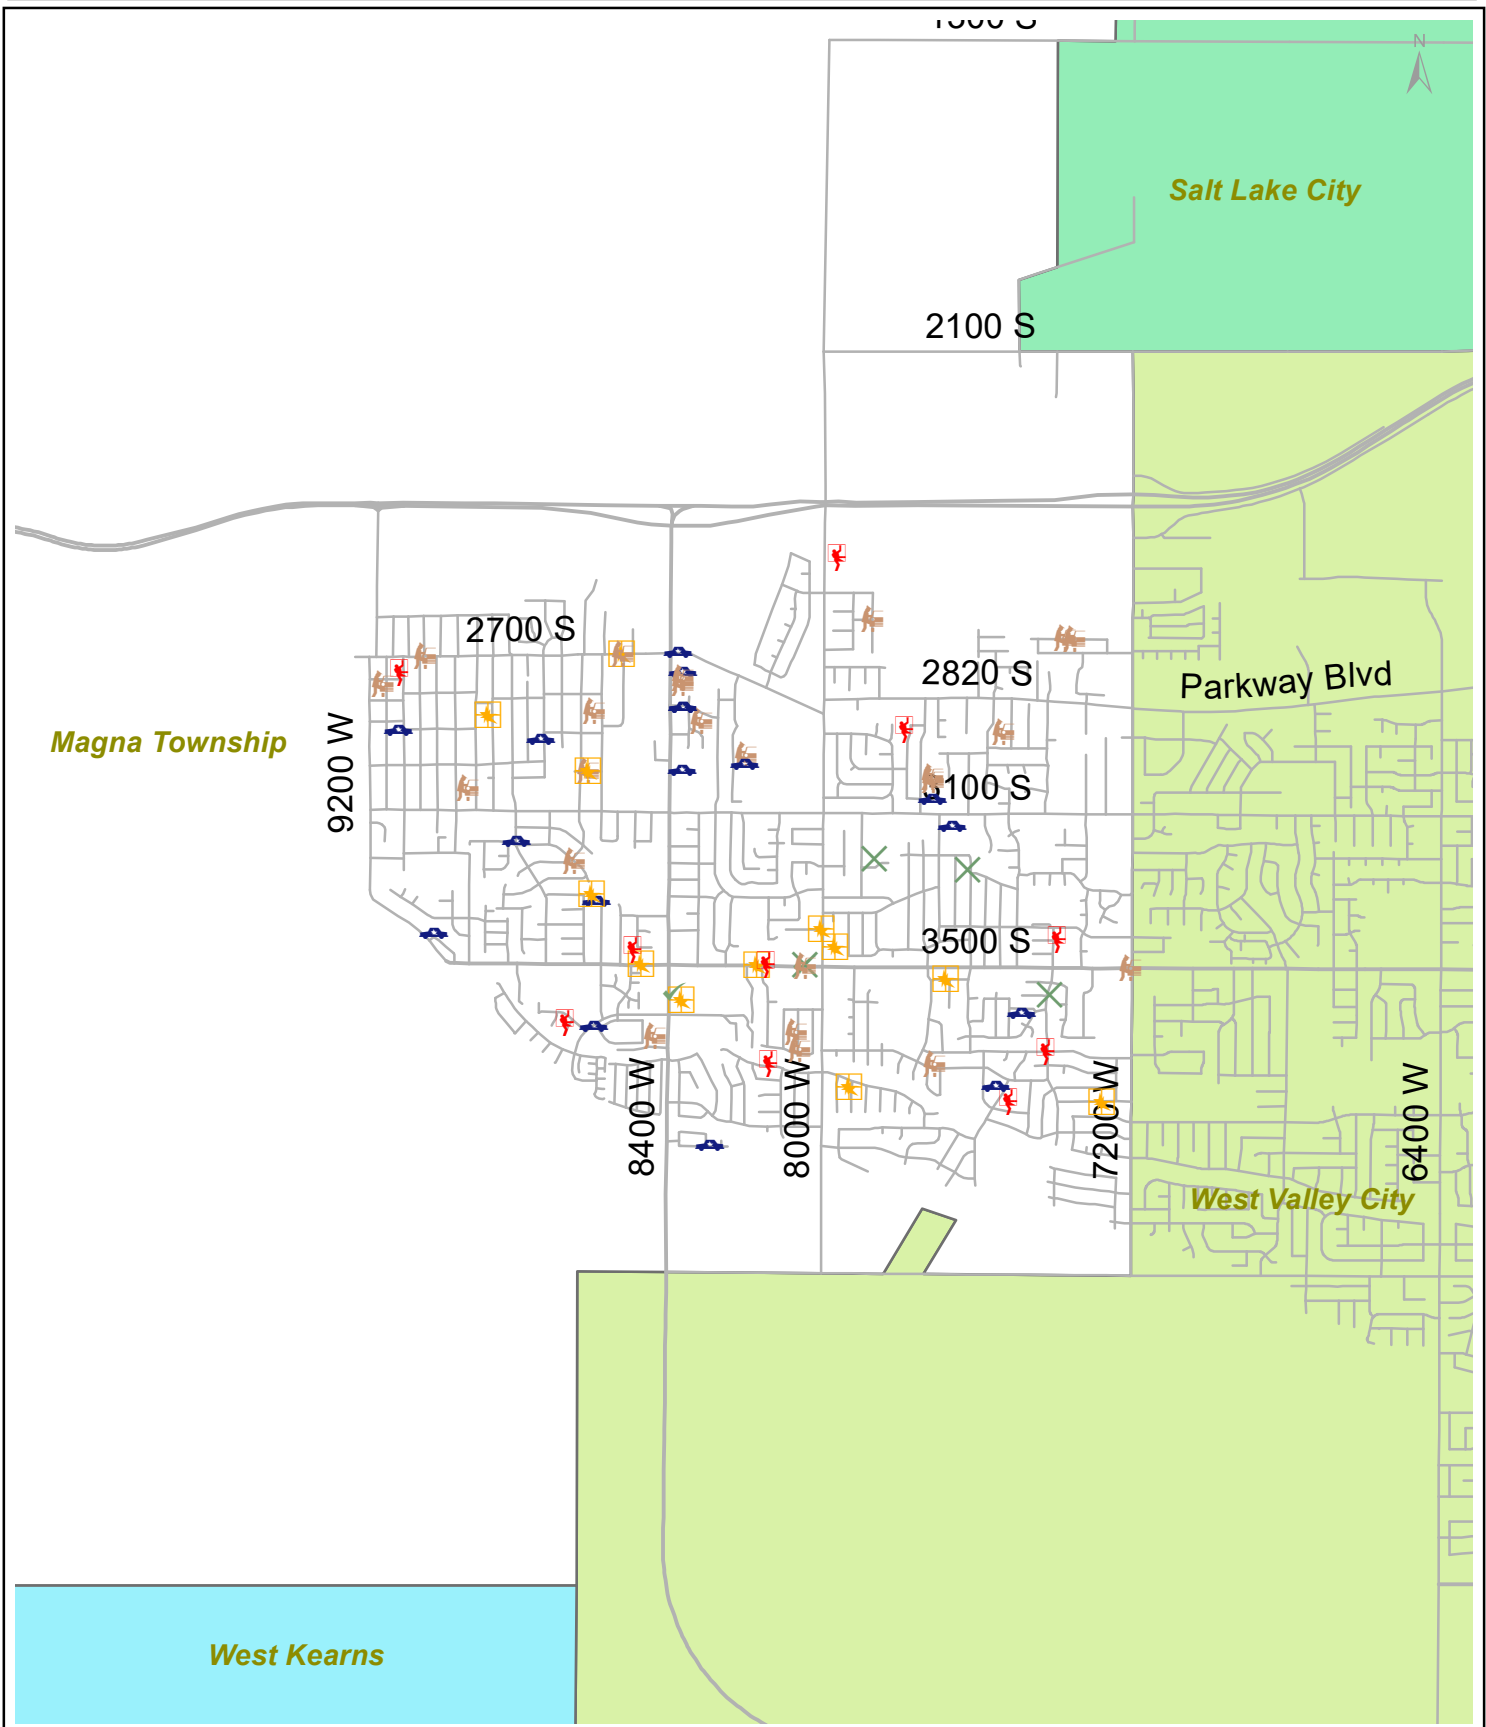 N
Salt Lake City
2100 S
2700 S
2820 S
Parkway Blvd
Magna Township
9200 W
100 S
3500 S
8400 W
8000 W
7200 W
6400 W
West Valley City
West Kearns